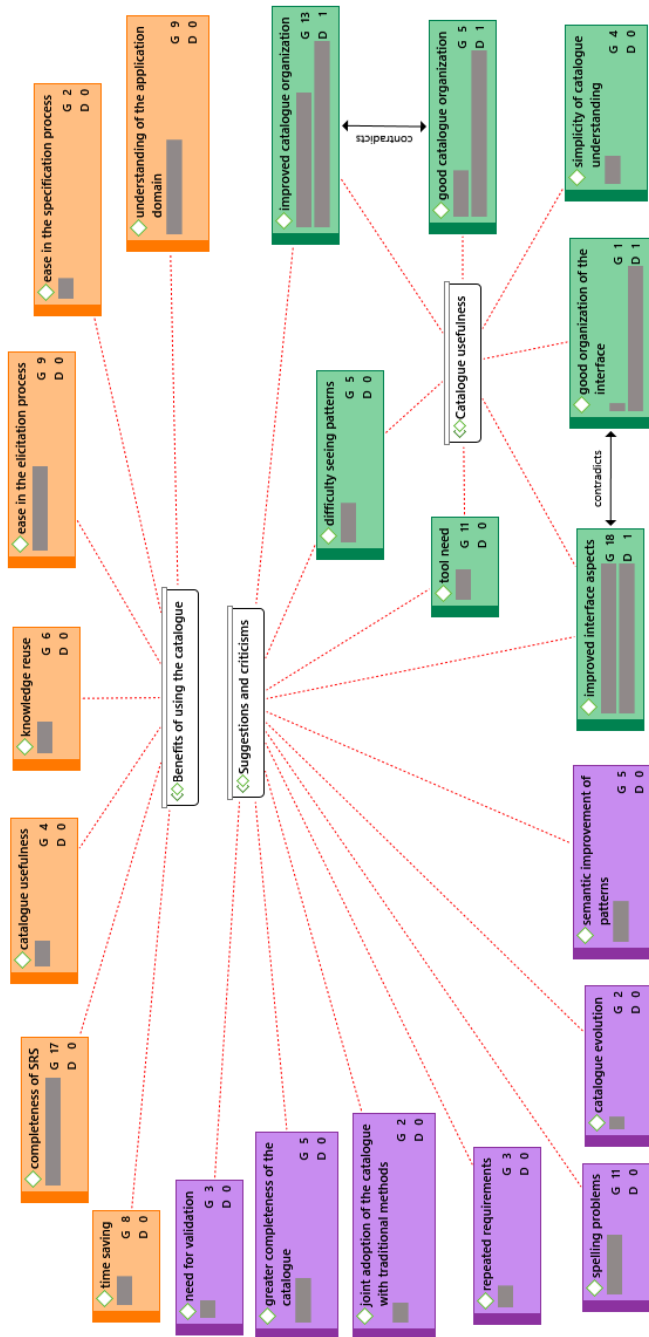 time saving
G 8
D 0
completeness of SRS
G 17
D 0
catalogue usefulness
G 4
D 0
knowledge reuse
G 6
D 0
ease in the elicitation process
G 9
D 0
ease in the specification process
G 2
D 0
understanding of the application
domain
G 9
D 0
Benefits of using the catalogue
need for validation
G 3
D 0
Suggestions and criticisms
greater completeness of the
catalogue
G 5
D 0
improved catalogue organization
G 13
D 1
joint adoption of the catalogue
with traditional methods
G 2
D 0
difficulty seeing patterns
G 5
D 0
contradicts
repeated requirements
G 3
D 0
tool need
G 11
D 0
Catalogue usefulness
good catalogue organization
G 5
D 1
spelling problems
G 11
D 0
catalogue evolution
G 2
D 0
semantic improvement of
patterns
G 5
D 0
improved interface aspects
G 18
D 1
contradicts
good organization of the
interface
G 1
D 1
simplicity of catalogue
understanding
G 4
D 0